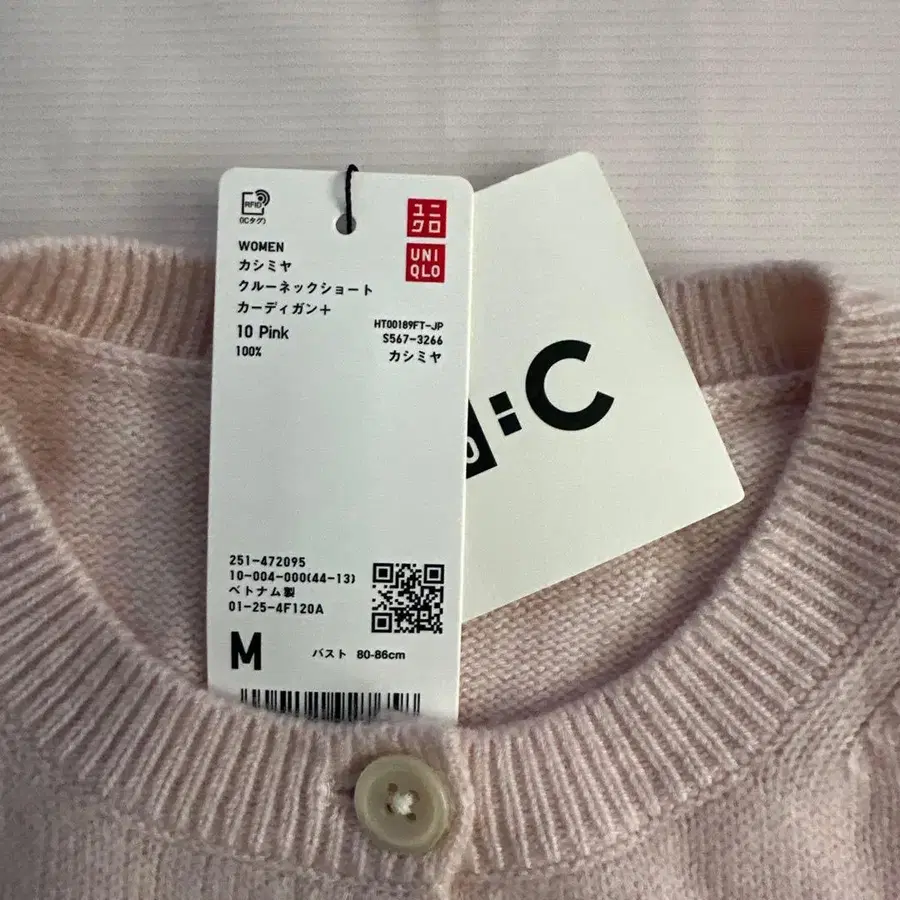 RFID
(ICタグ)
ユニ
クロ
UNI
QLO
WOMEN
カシミヤ
クルーネックショート
カーディガン+
10 Pink
HT00189FT-JP
S567-3266
100%
カシミヤ
:C
251-472095
10-004-000(44-13)
ベトナム製
01-25-4F120A
M
バスト 80-86cm